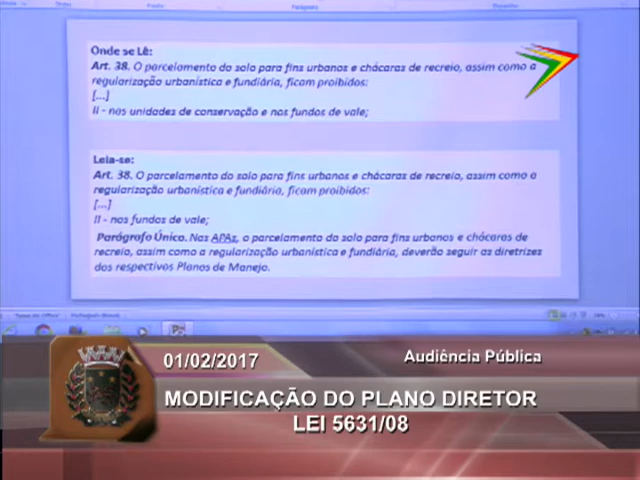 Onde se Lê:
Art. 38. O parcelamento do solo para fins urbanos e chácaras de recreio, assim como a
regularização urbanística e fundiária, ficam proibidos:
[...]
II - nas unidades de conservação e nos fundos de vale;
Leia-se:
Art. 38. O parcelamento do solo para fins urbanos e chácaras de recreio, assim como a
regularização urbanística e fundiária, ficam proibidos:
[...]
II - nos fundos de vale;
Parágrafo Único. Nas APAs, o parcelamento do solo para fins urbanos e chácaras de
recreio, assim como a regularização urbanística e fundiária, deverão seguir as diretrizes
dos respectivos Planos de Manejo.
01/02/2017
Audiência Pública
MODIFICAÇÃO DO PLANO DIRETOR
LEI 5631/08